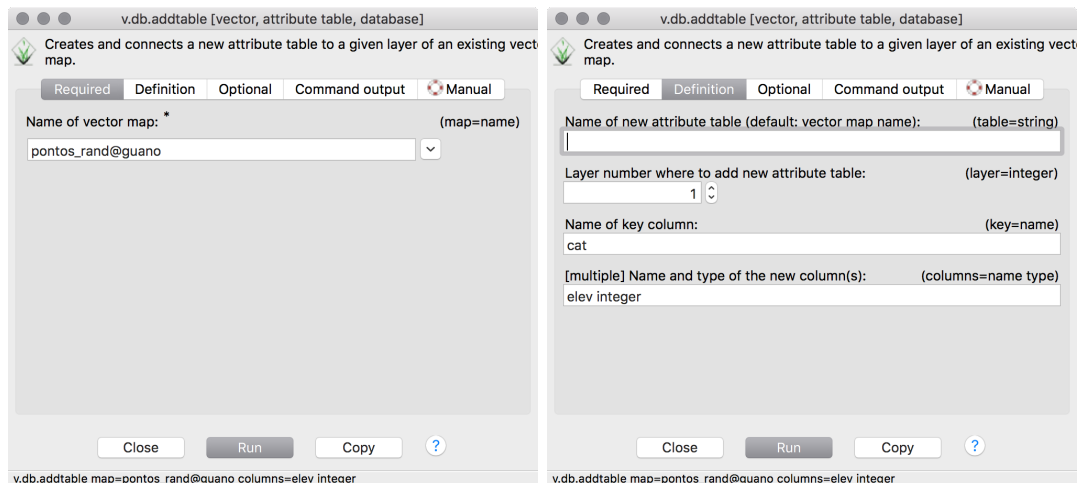 v.db.addtable [vector, attribute table, database]
Creates and connects a new attribute table to a given layer of an existing vect
map.
Required Definition Optional Command output Manual
Name of vector map: * (map=name)
pontos_rand@guano
Close Run Copy ?
v.db.addtable map=pontos_rand@guano columns=elev integer
v.db.addtable [vector, attribute table, database]
Creates and connects a new attribute table to a given layer of an existing vect
map.
Required Definition Optional Command output Manual
Name of new attribute table (default: vector map name): (table=string)
Layer number where to add new attribute table: (layer=integer)
1
Name of key column: (key=name)
cat
[multiple] Name and type of the new column(s): (columns=name type)
elev integer
Close Run Copy ?
v.db.addtable map=pontos_rand@guano columns=elev integer